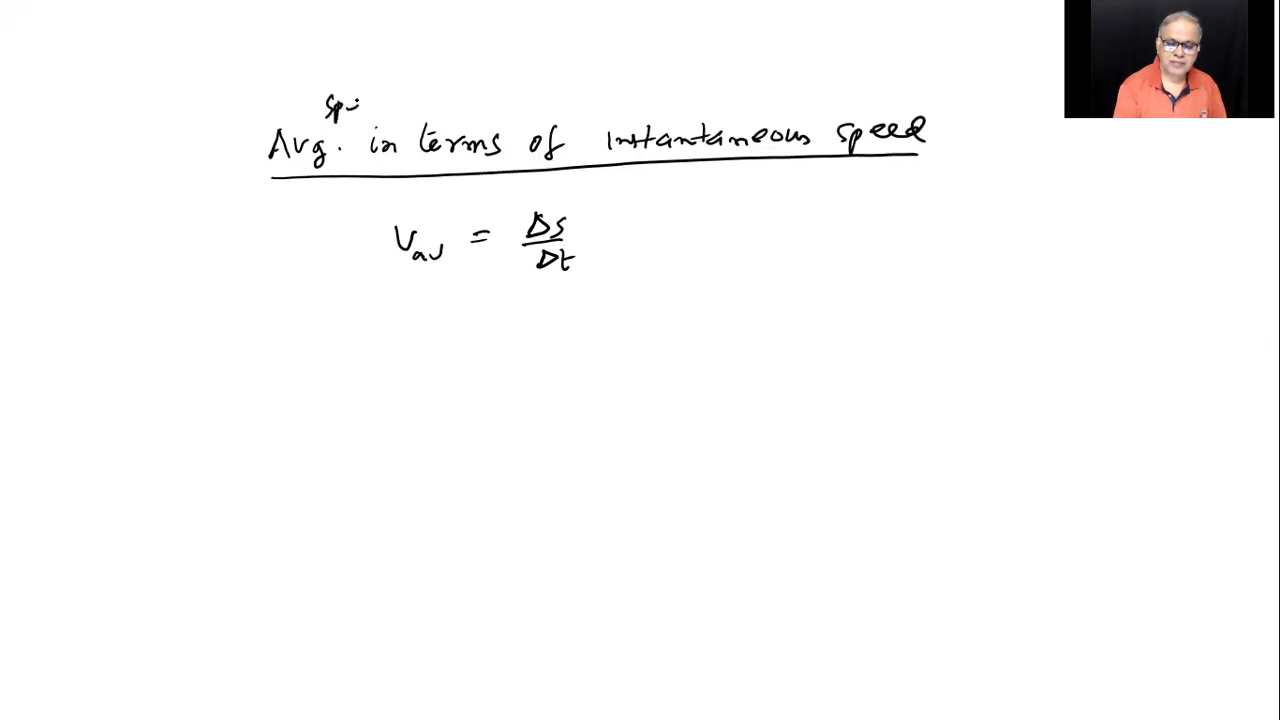 sp
Avg. in terms of instantaneous speed
Vav = Δs/Δt